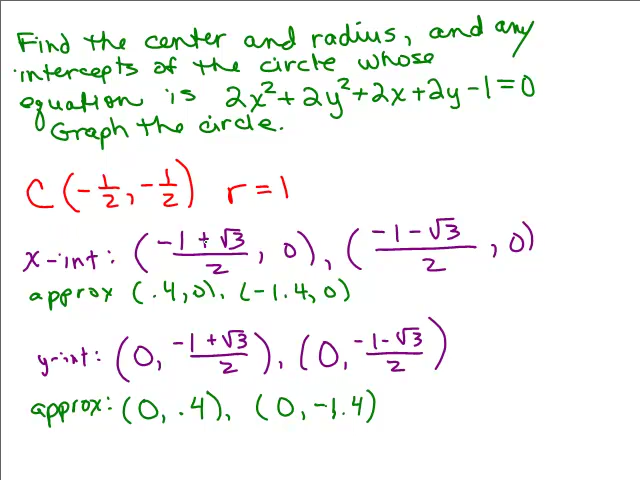 Find the center and radius, and any
intercepts of the circle whose
equation is 2x² + 2y² + 2x + 2y - 1 = 0
Graph the circle.
C (-1/2, -1/2) r = 1
x-int: ((-1 + √3)/2, 0), ((-1 - √3)/2, 0)
approx (.4, 0), (-1.4, 0)
y-int: (0, (-1 + √3)/2), (0, (-1 - √3)/2)
approx: (0, .4), (0, -1.4)